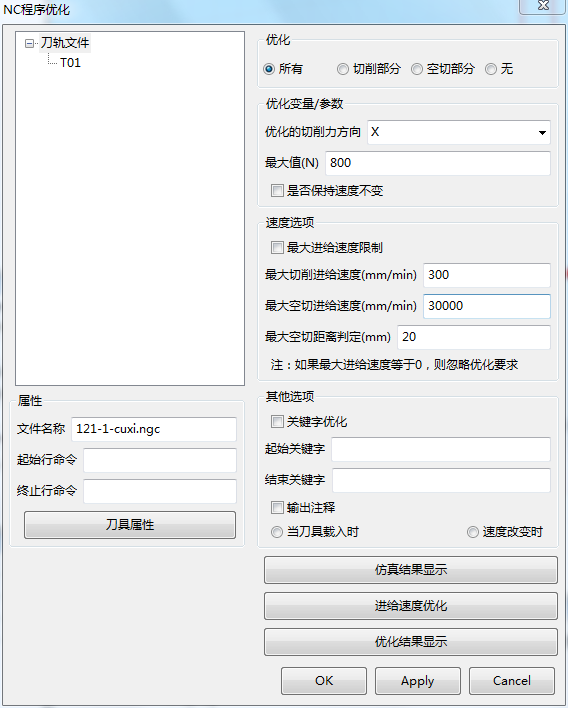 NC程序优化
刀轨文件
T01
属性
文件名称 121-1-cuxi.ngc
起始行命令
终止行命令
刀具属性
优化
所有 切削部分 空切部分 无
优化变量/参数
优化的切削力方向 X
最大值(N) 800
是否保持速度不变
速度选项
最大进给速度限制
最大切削进给速度(mm/min) 300
最大空切进给速度(mm/min) 30000
最大空切距离判定(mm) 20
注：如果最大进给速度等于0，则忽略优化要求
其他选项
关键字优化
起始关键字
结束关键字
输出注释
当刀具载入时 速度改变时
仿真结果显示
进给速度优化
优化结果显示
OK Apply Cancel